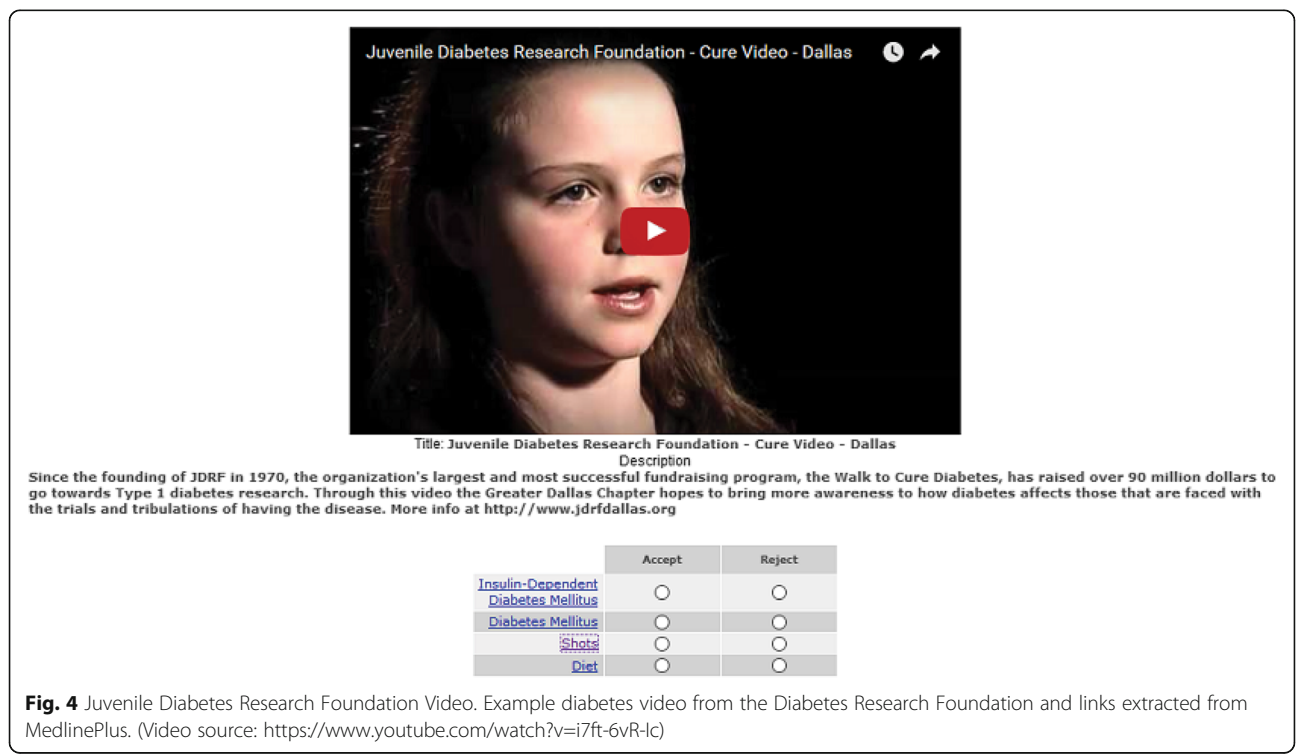 Juvenile Diabetes Research Foundation - Cure Video - Dallas
Title: Juvenile Diabetes Research Foundation - Cure Video - Dallas
Description
Since the founding of JDRF in 1970, the organization's largest and most successful fundraising program, the Walk to Cure Diabetes, has raised over 90 million dollars to
go towards Type 1 diabetes research. Through this video the Greater Dallas Chapter hopes to bring more awareness to how diabetes affects those that are faced with
the trials and tribulations of having the disease. More info at http://www.jdrfdallas.org
Accept Reject
Insulin-Dependent
Diabetes Mellitus
Diabetes Mellitus
Shots
Diet
Fig. 4 Juvenile Diabetes Research Foundation Video. Example diabetes video from the Diabetes Research Foundation and links extracted from
MedlinePlus. (Video source: https://www.youtube.com/watch?v=i7ft-6vR-Ic)